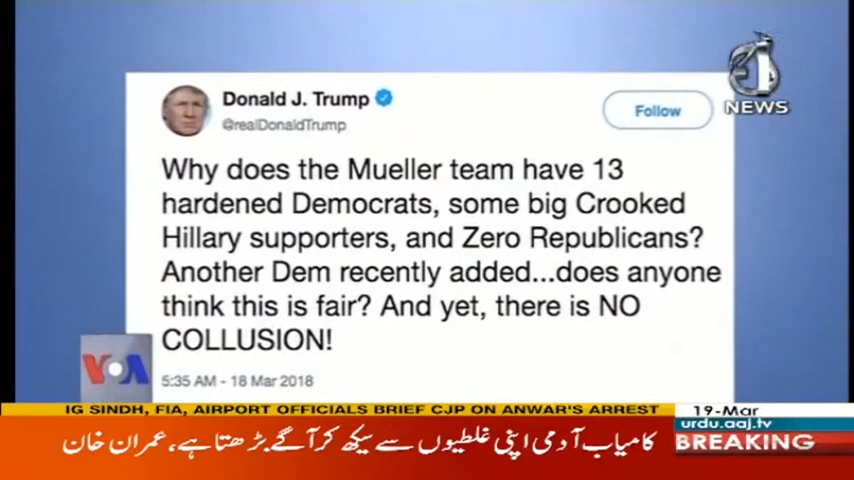 Donald J. Trump
@realDonaldTrump
Follow
NEWS
Why does the Mueller team have 13
hardened Democrats, some big Crooked
Hillary supporters, and Zero Republicans?
Another Dem recently added...does anyone
think this is fair? And yet, there is NO
COLLUSION!
VOA
5:35 AM - 18 Mar 2018
IG SINDH, FIA, AIRPORT OFFICIALS BRIEF CJP ON ANWAR'S ARREST
19-Mar
urdu.aaj.tv
BREAKING
کامیاب آدمی اپنی غلطیوں سے سیکھ کر آگے بڑھتا ہے، عمران خان